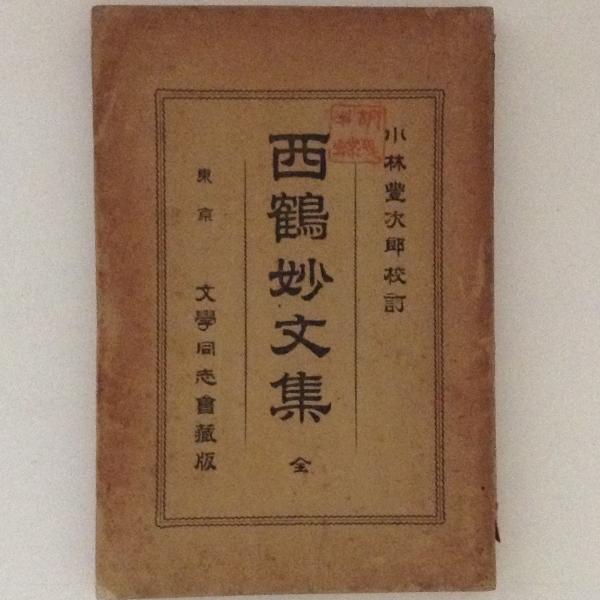 小林豊次郎校訂
西鶴妙文集 全
東京 文學同志會藏版